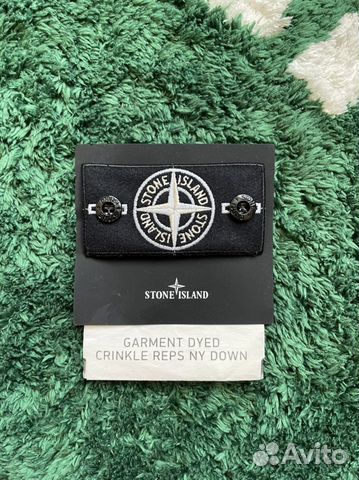 STONE ISLAND
STONE ISLAND
STONE ISLAND
GARMENT DYED
CRINKLE REPS NY DOWN
Avito